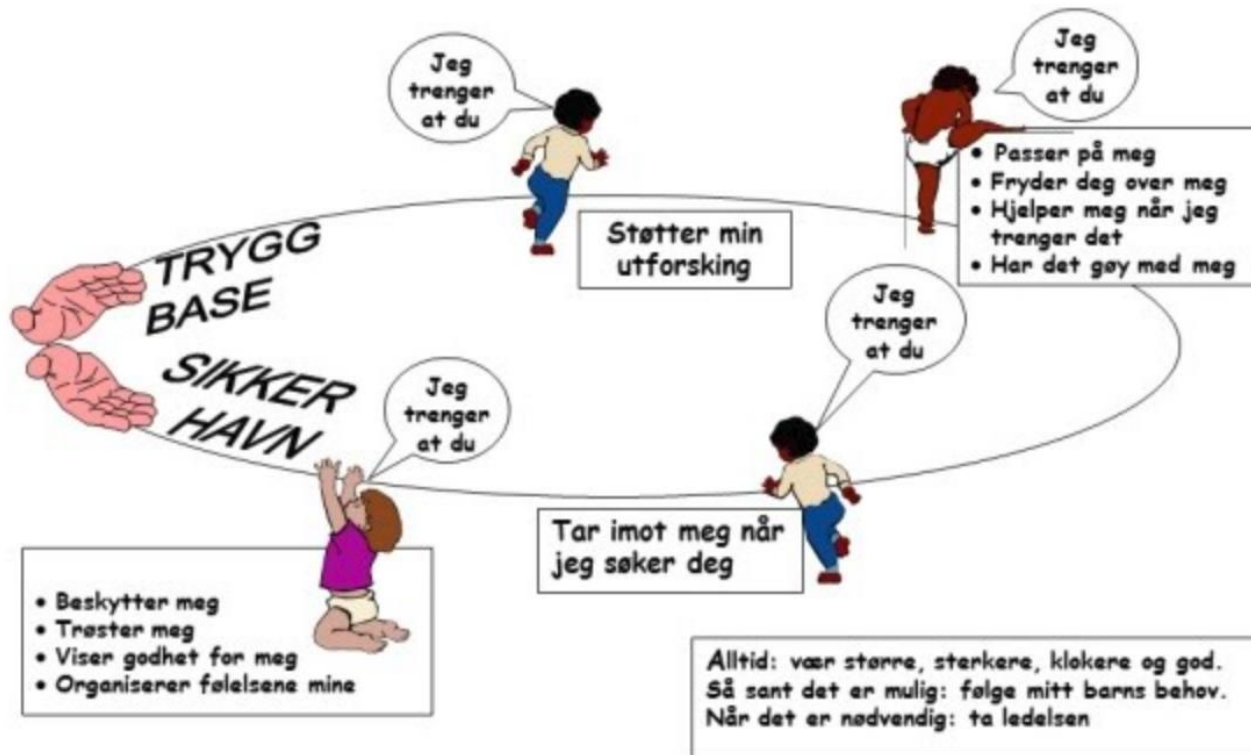 Jeg
trenger
at du
Jeg
trenger
at du
• Passer på meg
• Fryder deg over meg
• Hjelper meg når jeg
trenger det
• Har det gøy med meg
Støtter min
utforsking
TRYGG
BASE
Jeg
trenger
at du
SIKKER
HAVN
Jeg
trenger
at du
Tar imot meg når
jeg søker deg
• Beskytter meg
• Trøster meg
• Viser godhet for meg
• Organiserer følelsene mine
Alltid: vær større, sterkere, klokere og god.
Så sant det er mulig: følge mitt barns behov.
Når det er nødvendig: ta ledelsen